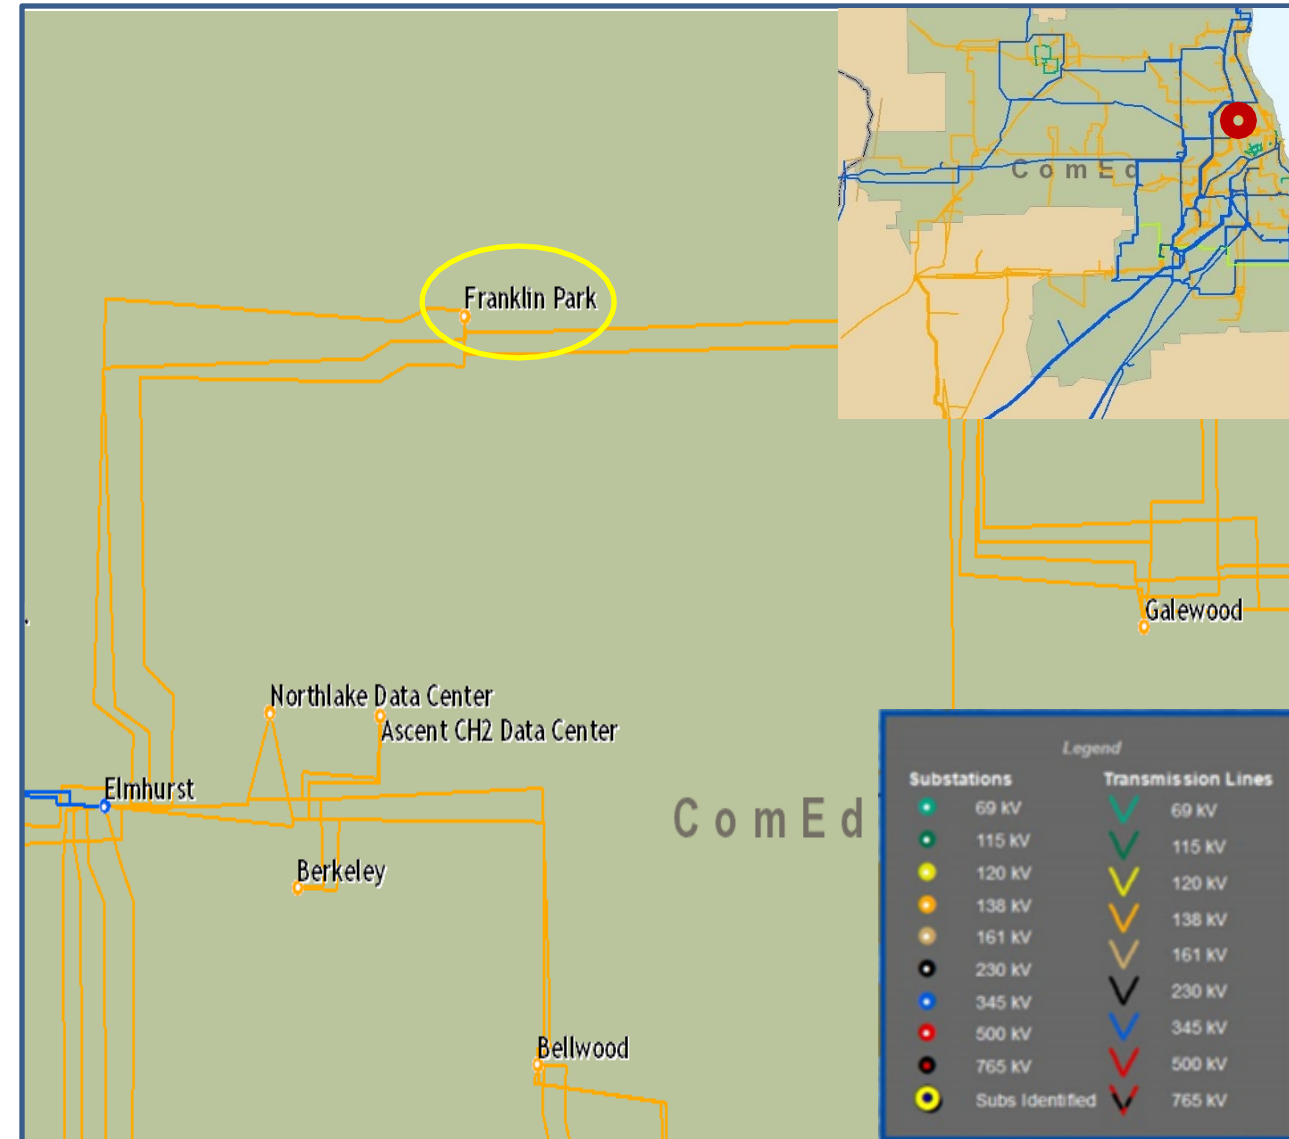 ComEd
Franklin Park
Galewood
Northlake Data Center
Ascent CH2 Data Center
Elmhurst
ComEd
Berkeley
Bellwood
Legend
Substations Transmission Lines
69 kV 69 kV
115 kV 115 kV
120 kV 120 kV
138 kV 138 kV
161 kV 161 kV
230 kV 230 kV
345 kV 345 kV
500 kV 500 kV
765 kV 765 kV
Subs Identified